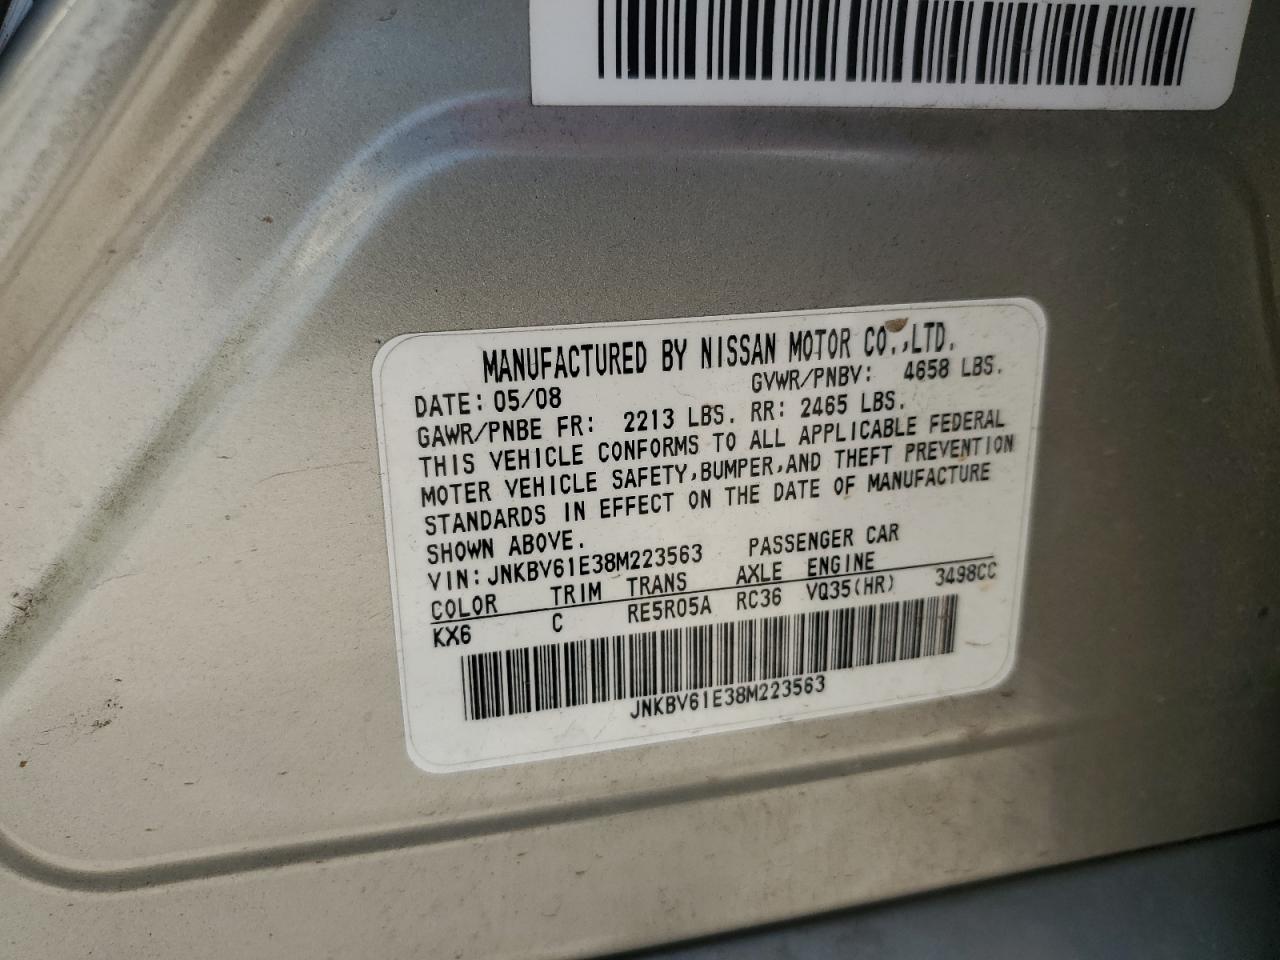 MANUFACTURED BY NISSAN MOTOR CO.,LTD.
DATE: 05/08 GVWR/PNBV: 4658 LBS.
GAWR/PNBE FR: 2213 LBS. RR: 2465 LBS.
THIS VEHICLE CONFORMS TO ALL APPLICABLE FEDERAL
MOTER VEHICLE SAFETY,BUMPER,AND THEFT PREVENTION
STANDARDS IN EFFECT ON THE DATE OF MANUFACTURE
SHOWN ABOVE.
VIN: JNKBV61E38M223563 PASSENGER CAR
COLOR TRIM TRANS AXLE ENGINE
KX6 C RE5R05A RC36 VQ35(HR) 3498CC
JNKBV61E38M223563